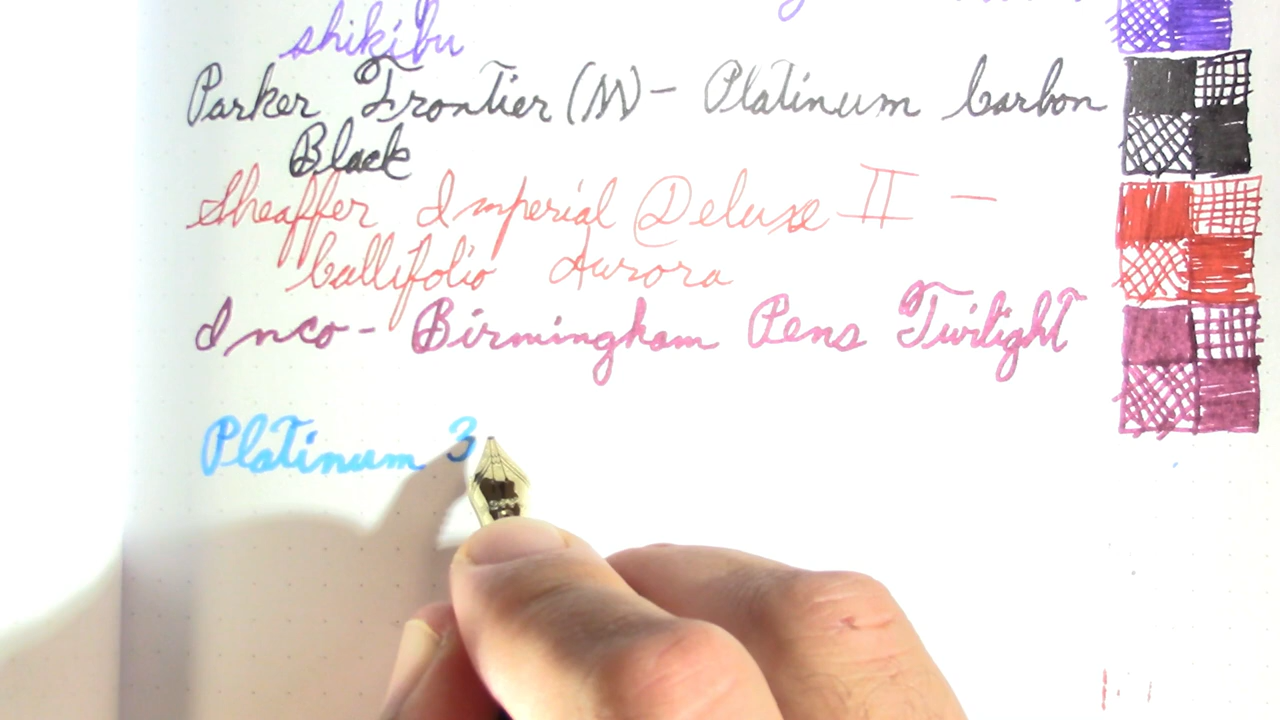 shikibu
Parker Frontier (M) - Platinum Carbon
Black
Sheaffer Imperial Deluxe II -
Callifolio Aurora
Inco - Birmingham Pens Twilight
Platinum 3